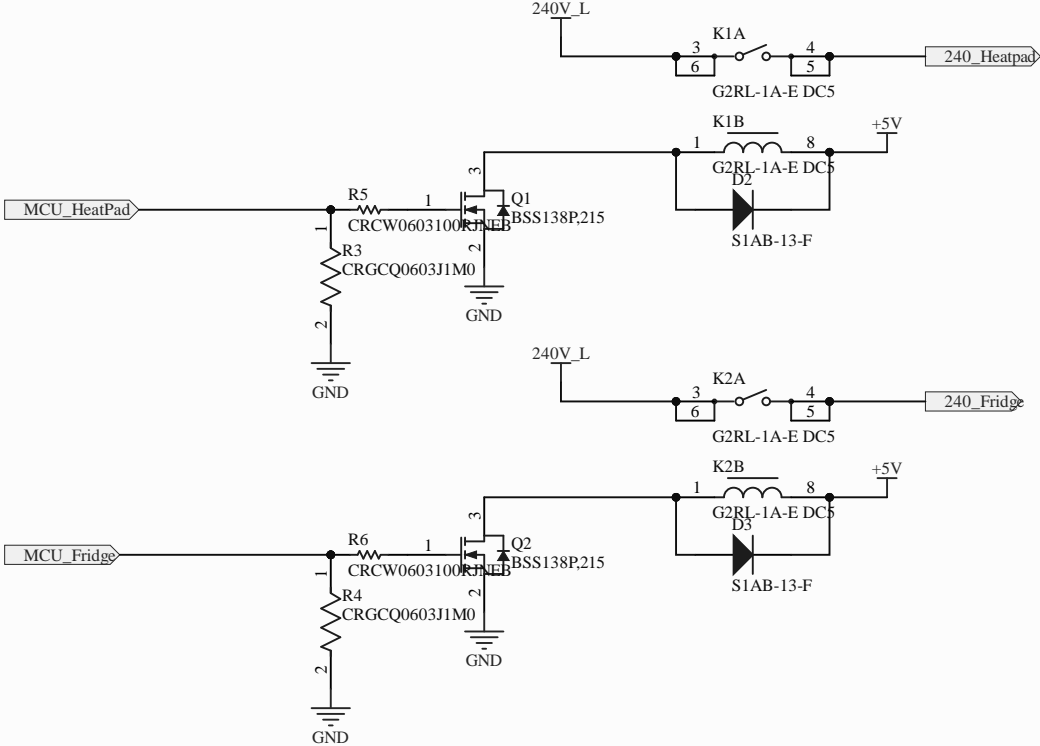 240V_L
K1A
3
4
6
5
240_Heatpad
G2RL-1A-E DC5
K1B
+5V
1
8
G2RL-1A-E DC5
D2
S1AB-13-F
3
Q1
BSS138P,215
1
2
GND
MCU_HeatPad
R5
CRCW0603100RJNEB
1
R3
CRGCQ0603J1M0
2
GND
240V_L
K2A
3
4
6
5
240_Fridge
G2RL-1A-E DC5
K2B
+5V
1
8
G2RL-1A-E DC5
D3
S1AB-13-F
3
Q2
BSS138P,215
1
2
GND
MCU_Fridge
R6
CRCW0603100RJNEB
1
R4
CRGCQ0603J1M0
2
GND